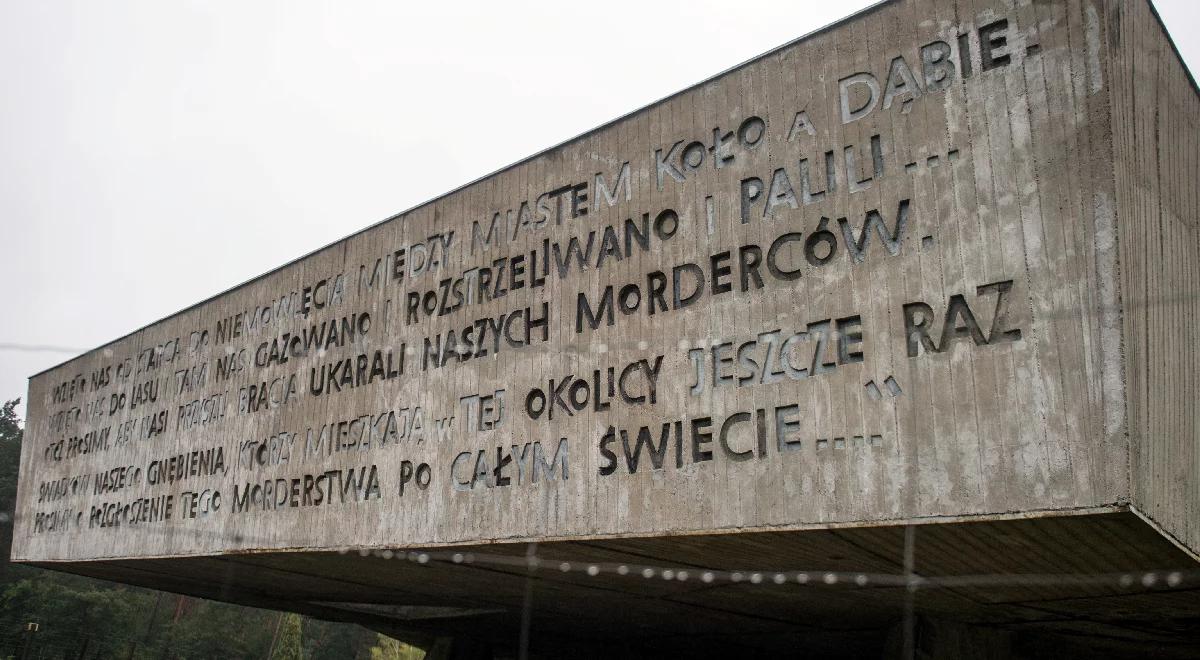 WZIĘTO NAS OD STARCA DO NIEMOWLĘCIA MIĘDZY MIASTEM KOŁO A DĄBIE.
WZIĘTO NAS DO LASU I TAM NAS GAZOWANO I ROZSTRZELIWANO I PALILI ...
OTÓŻ PROSIMY, ABY NASI PRZYSZLI BRACIA UKARALI NASZYCH MORDERCÓW.
ŚWIADKÓW NASZEGO GNĘBIENIA, KTÓRZY MIESZKAJĄ W TEJ OKOLICY JESZCZE RAZ
PROSIMY O ROZGŁOSZENIE TEGO MORDERSTWA PO CAŁYM ŚWIECIE...."